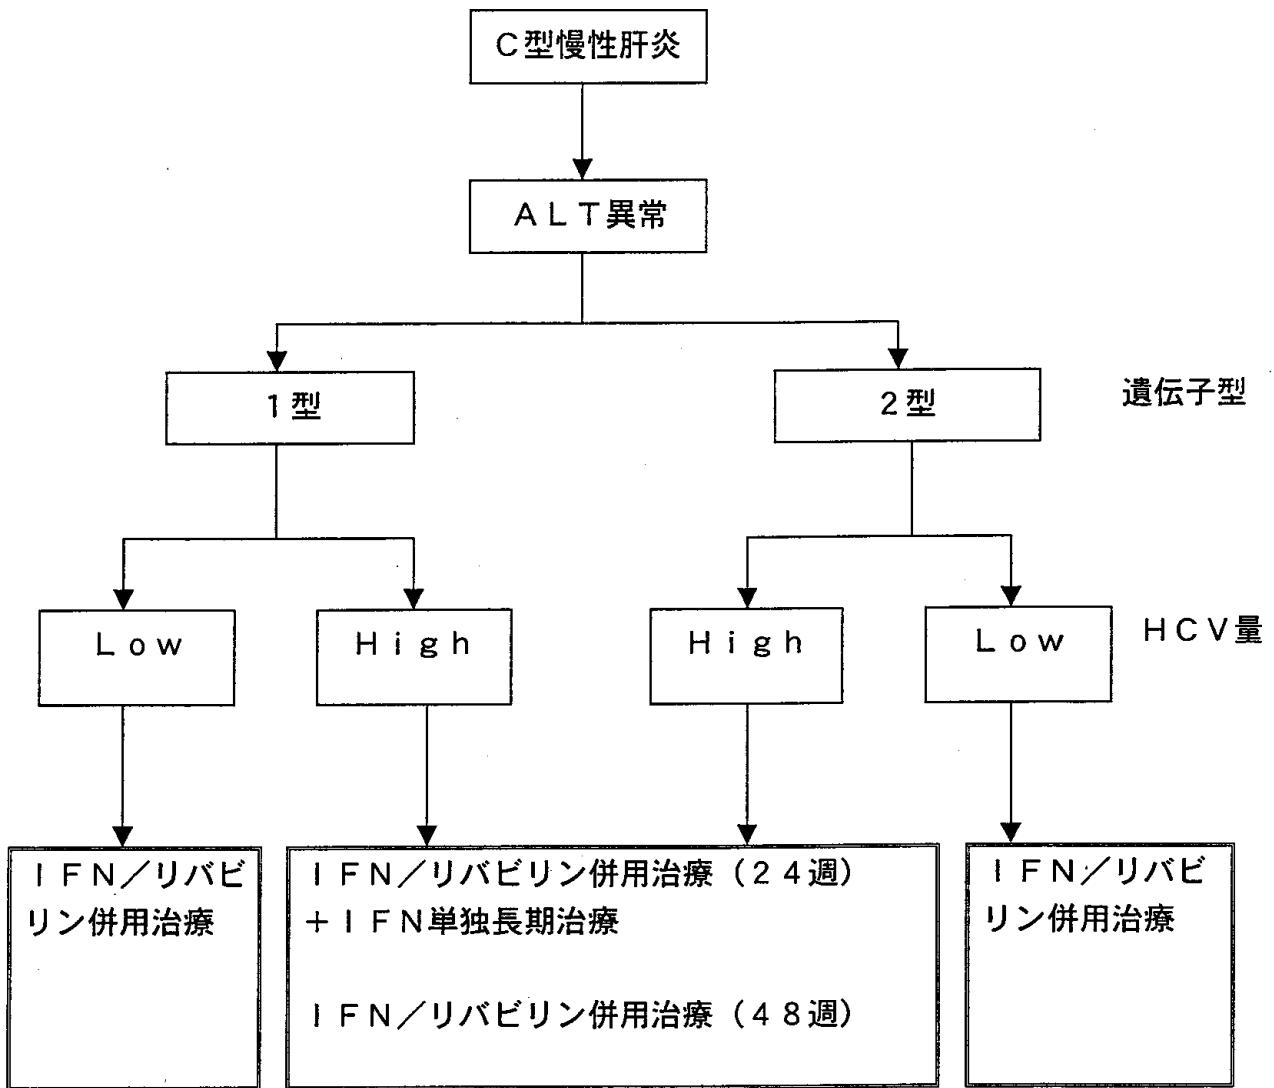 C型慢性肝炎
ALT異常
1型
2型
遺伝子型
Low
High
High
Low
HCV量
IFN/リバビ
リン併用治療
IFN/リバビリン併用治療(24週)
+IFN単独長期治療
IFN/リバビリン併用治療(48週)
IFN/リバビ
リン併用治療